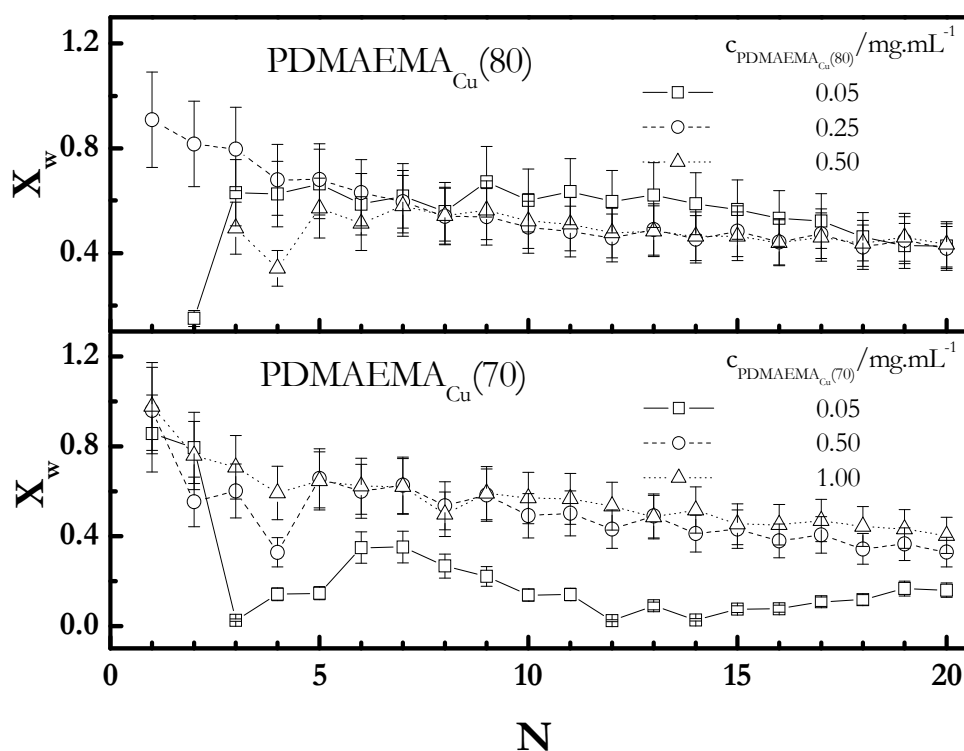 PDMAEMA_Cu(80)
c_PDMAEMA_Cu(80)/mg.mL⁻¹
0.05
0.25
0.50
1.2
0.8
0.4
X_w
PDMAEMA_Cu(70)
c_PDMAEMA_Cu(70)/mg.mL⁻¹
0.05
0.50
1.00
1.2
0.8
0.4
0.0
X_w
0 5 10 15 20
N